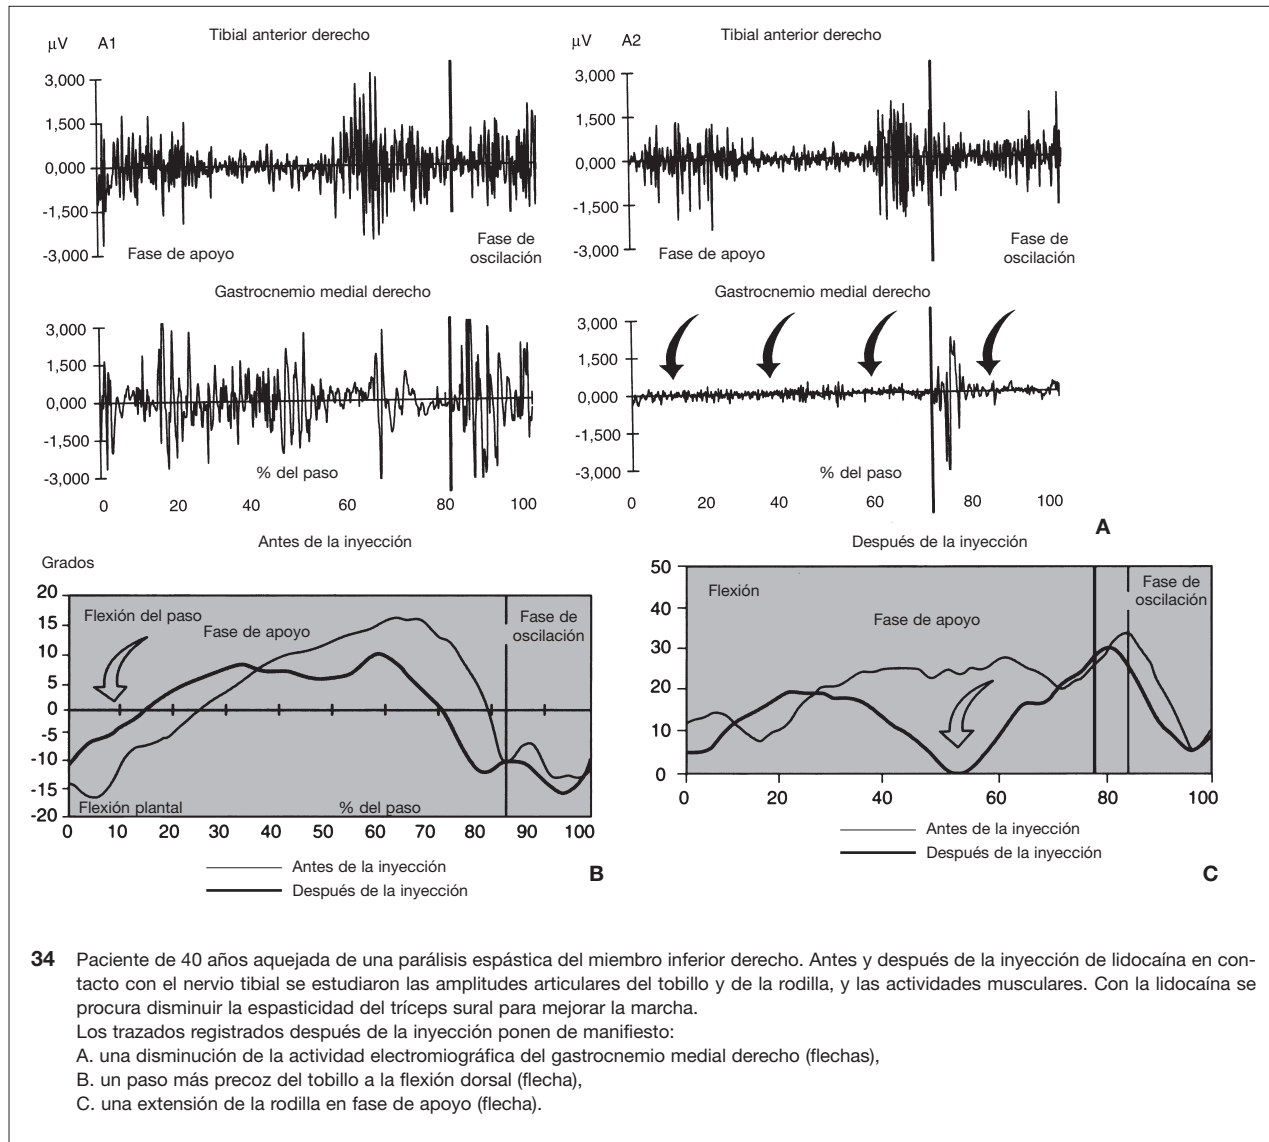 μV A1 Tibial anterior derecho
3,000
1,500
0,000
-1,500
-3,000
Fase de apoyo
Fase de
oscilación
μV A2 Tibial anterior derecho
3,000
1,500
0,000
-1,500
-3,000
Fase de apoyo
Fase de
oscilación
Gastrocnemio medial derecho
3,000
1,500
0,000
-1,500
-3,000
% del paso
0 20 40 60 80 100
Antes de la inyección
Gastrocnemio medial derecho
3,000
1,500
0,000
-1,500
-3,000
% del paso
0 20 40 60 80 100
A
Después de la inyección
Grados
20
15
10
5
0
-5
-10
-15
-20
Flexión del paso
Fase de apoyo
Fase de
oscilación
Flexión plantal
% del paso
0 10 20 30 40 50 60 70 80 90 100
Antes de la inyección
Después de la inyección
B
50
40
30
20
10
0
Flexión
Fase de apoyo
Fase de
oscilación
0 20 40 60 80 100
Antes de la inyección
Después de la inyección
C
34 Paciente de 40 años aquejada de una parálisis espástica del miembro inferior derecho. Antes y después de la inyección de lidocaína en con-
tacto con el nervio tibial se estudiaron las amplitudes articulares del tobillo y de la rodilla, y las actividades musculares. Con la lidocaína se
procura disminuir la espasticidad del tríceps sural para mejorar la marcha.
Los trazados registrados después de la inyección ponen de manifiesto:
A. una disminución de la actividad electromiográfica del gastrocnemio medial derecho (flechas),
B. un paso más precoz del tobillo a la flexión dorsal (flecha),
C. una extensión de la rodilla en fase de apoyo (flecha).